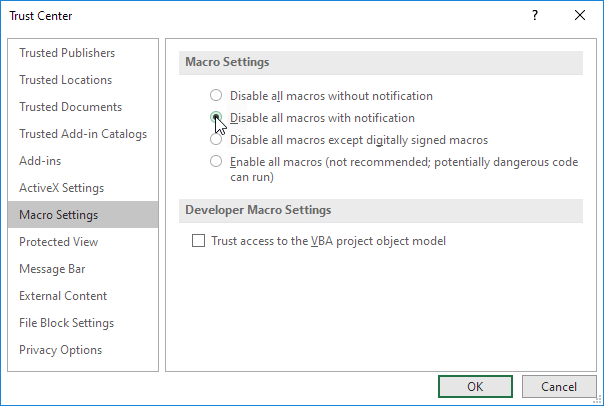 Trust Center
?
Trusted Publishers
Trusted Locations
Trusted Documents
Trusted Add-in Catalogs
Add-ins
ActiveX Settings
Macro Settings
Protected View
Message Bar
External Content
File Block Settings
Privacy Options
Macro Settings
Disable all macros without notification
Disable all macros with notification
Disable all macros except digitally signed macros
Enable all macros (not recommended; potentially dangerous code
can run)
Developer Macro Settings
Trust access to the VBA project object model
OK
Cancel